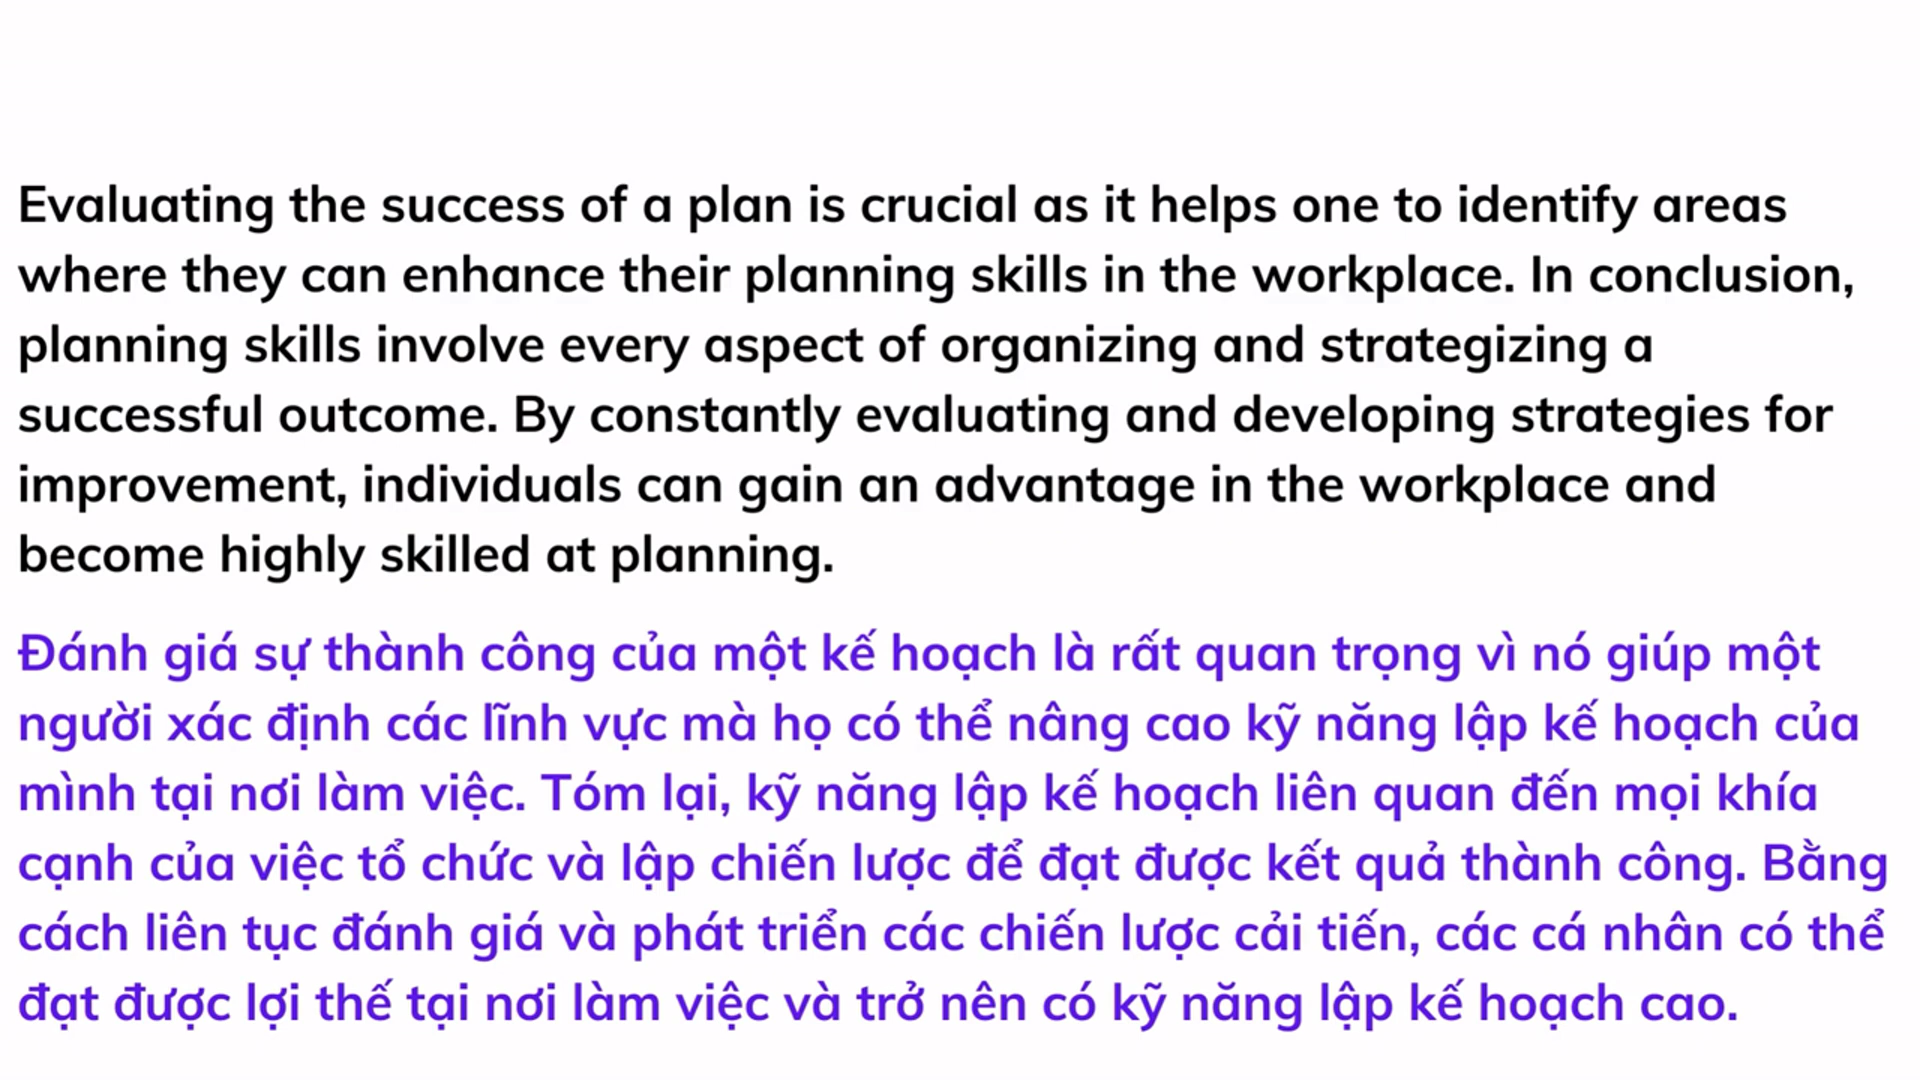 Evaluating the success of a plan is crucial as it helps one to identify areas
where they can enhance their planning skills in the workplace. In conclusion,
planning skills involve every aspect of organizing and strategizing a
successful outcome. By constantly evaluating and developing strategies for
improvement, individuals can gain an advantage in the workplace and
become highly skilled at planning.
Đánh giá sự thành công của một kế hoạch là rất quan trọng vì nó giúp một
người xác định các lĩnh vực mà họ có thể nâng cao kỹ năng lập kế hoạch của
mình tại nơi làm việc. Tóm lại, kỹ năng lập kế hoạch liên quan đến mọi khía
cạnh của việc tổ chức và lập chiến lược để đạt được kết quả thành công. Bằng
cách liên tục đánh giá và phát triển các chiến lược cải tiến, các cá nhân có thể
đạt được lợi thế tại nơi làm việc và trở nên có kỹ năng lập kế hoạch cao.